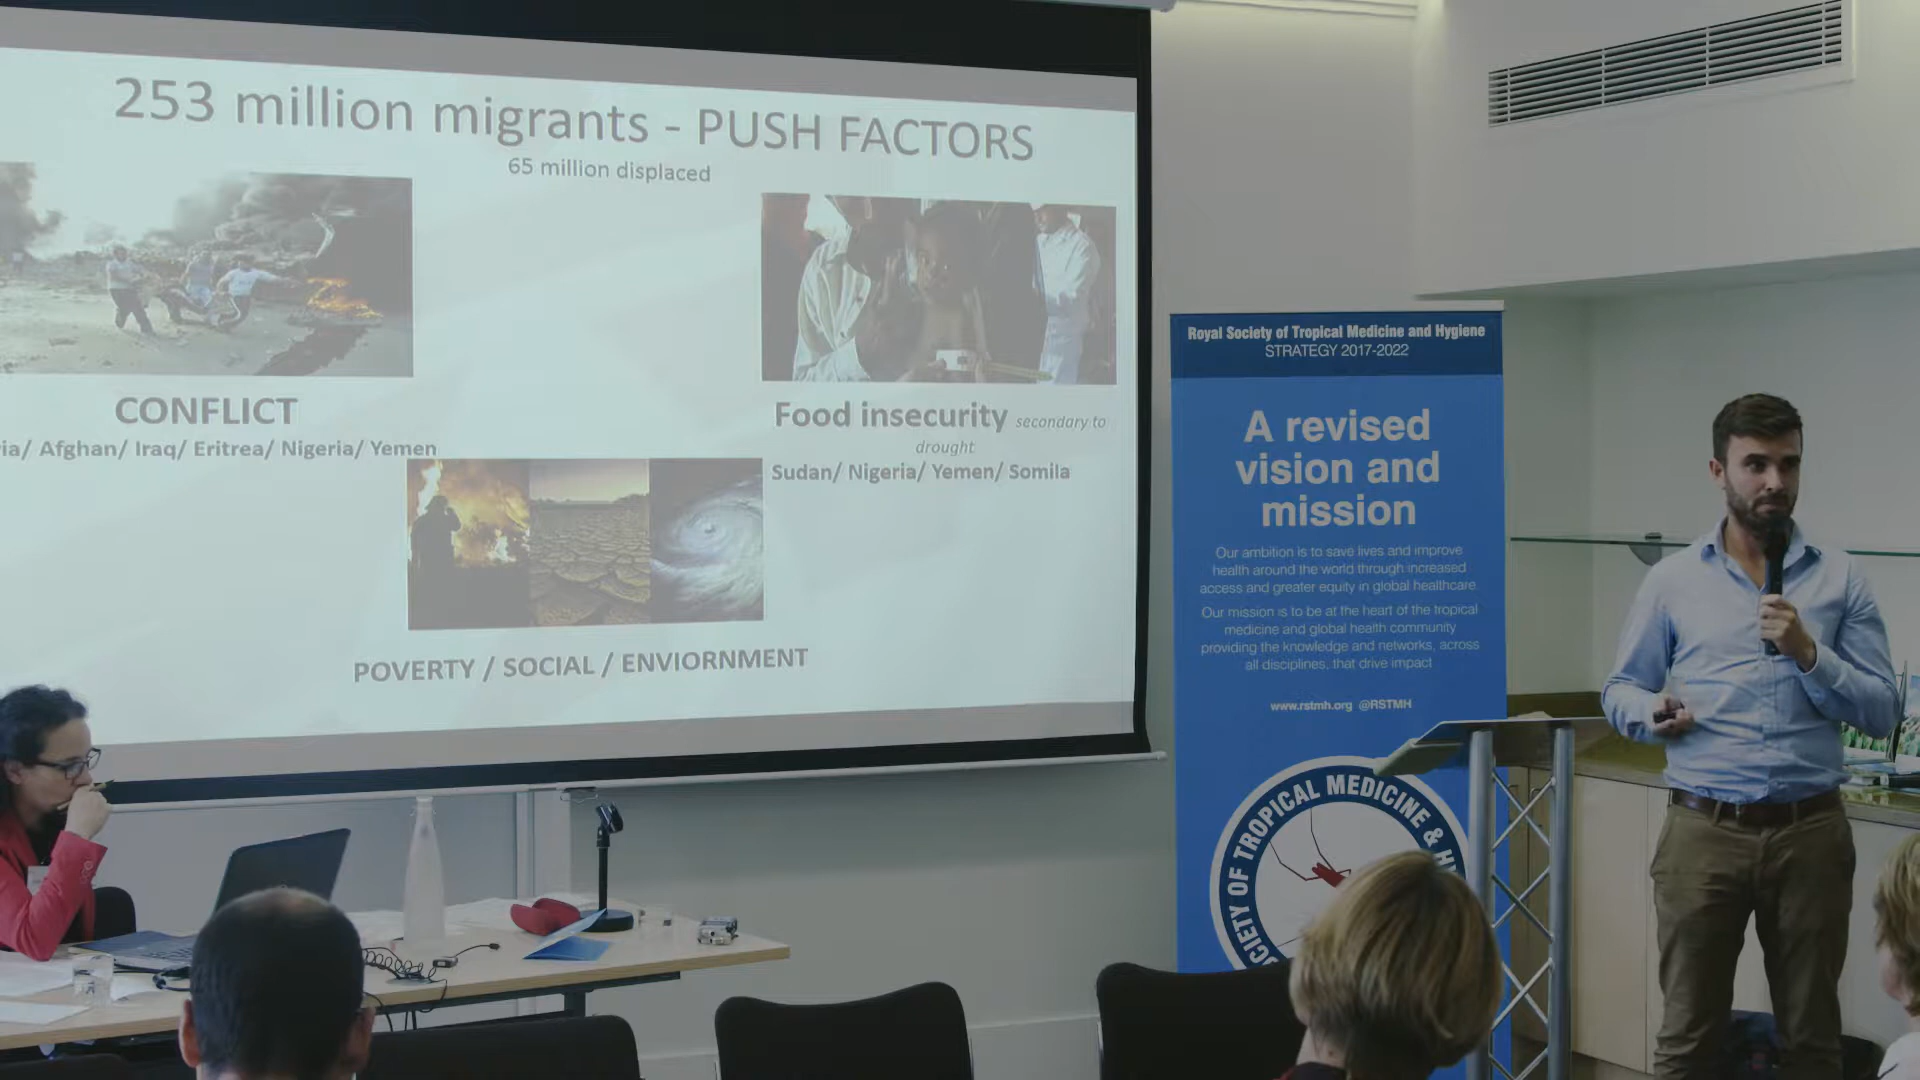 253 million migrants - PUSH FACTORS
65 million displaced
CONFLICT
ia/ Afghan/ Iraq/ Eritrea/ Nigeria/ Yemen
Food insecurity secondary to
drought
Sudan/ Nigeria/ Yemen/ Somila
POVERTY / SOCIAL / ENVIORNMENT
Royal Society of Tropical Medicine and Hygiene
STRATEGY 2017-2022
A revised
vision and
mission
Our ambition is to save lives and improve
health around the world through increased
access and greater equity in global healthcare.
Our mission is to be at the heart of the tropical
medicine and global health community
providing the knowledge and networks, across
all disciplines, that drive impact
www.rstmh.org @RSTMH
CIETY OF TROPICAL MEDICINE & H